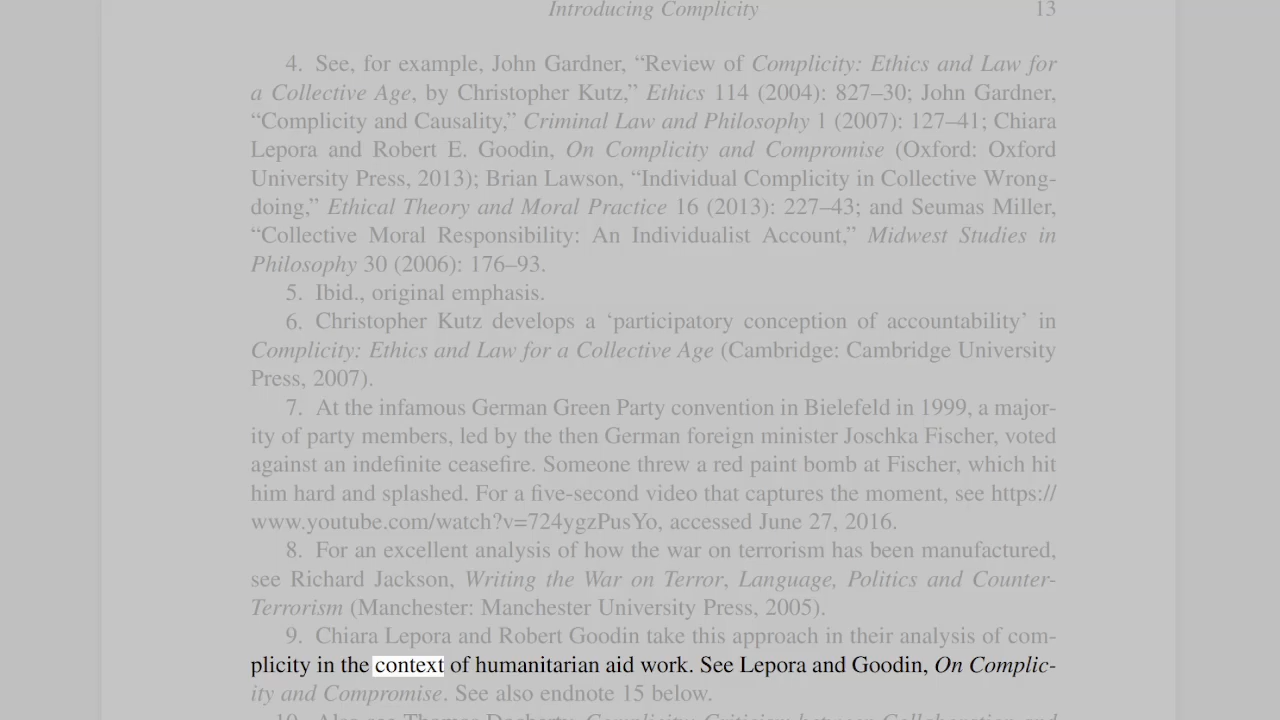 Introducing Complicity 13
4. See, for example, John Gardner, “Review of Complicity: Ethics and Law for
a Collective Age, by Christopher Kutz,” Ethics 114 (2004): 827–30; John Gardner,
“Complicity and Causality,” Criminal Law and Philosophy 1 (2007): 127–41; Chiara
Lepora and Robert E. Goodin, On Complicity and Compromise (Oxford: Oxford
University Press, 2013); Brian Lawson, “Individual Complicity in Collective Wrong-
doing,” Ethical Theory and Moral Practice 16 (2013): 227–43; and Seumas Miller,
“Collective Moral Responsibility: An Individualist Account,” Midwest Studies in
Philosophy 30 (2006): 176–93.
5. Ibid., original emphasis.
6. Christopher Kutz develops a ‘participatory conception of accountability’ in
Complicity: Ethics and Law for a Collective Age (Cambridge: Cambridge University
Press, 2007).
7. At the infamous German Green Party convention in Bielefeld in 1999, a major-
ity of party members, led by the then German foreign minister Joschka Fischer, voted
against an indefinite ceasefire. Someone threw a red paint bomb at Fischer, which hit
him hard and splashed. For a five-second video that captures the moment, see https://
www.youtube.com/watch?v=724ygzPusYo, accessed June 27, 2016.
8. For an excellent analysis of how the war on terrorism has been manufactured,
see Richard Jackson, Writing the War on Terror, Language, Politics and Counter-
Terrorism (Manchester: Manchester University Press, 2005).
9. Chiara Lepora and Robert Goodin take this approach in their analysis of com-
plicity in the context of humanitarian aid work. See Lepora and Goodin, On Complic-
ity and Compromise. See also endnote 15 below.
10. Also see Thomas Docherty, Complicity: Criticism between Collaboration and